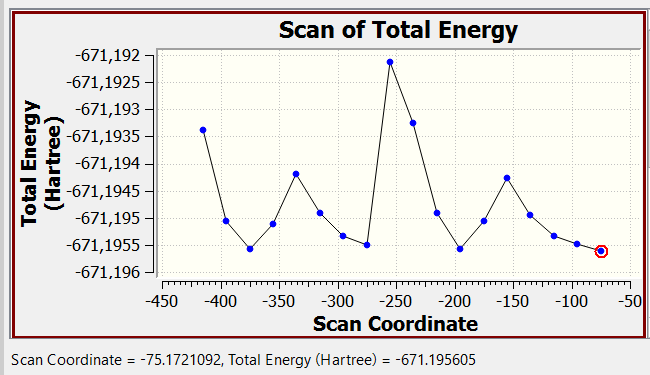 Scan of Total Energy
Total Energy
(Hartree)
-671,192
-671,1925
-671,193
-671,1935
-671,194
-671,1945
-671,195
-671,1955
-671,196
-450 -400 -350 -300 -250 -200 -150 -100 -50
Scan Coordinate
Scan Coordinate = -75.1721092, Total Energy (Hartree) = -671.195605